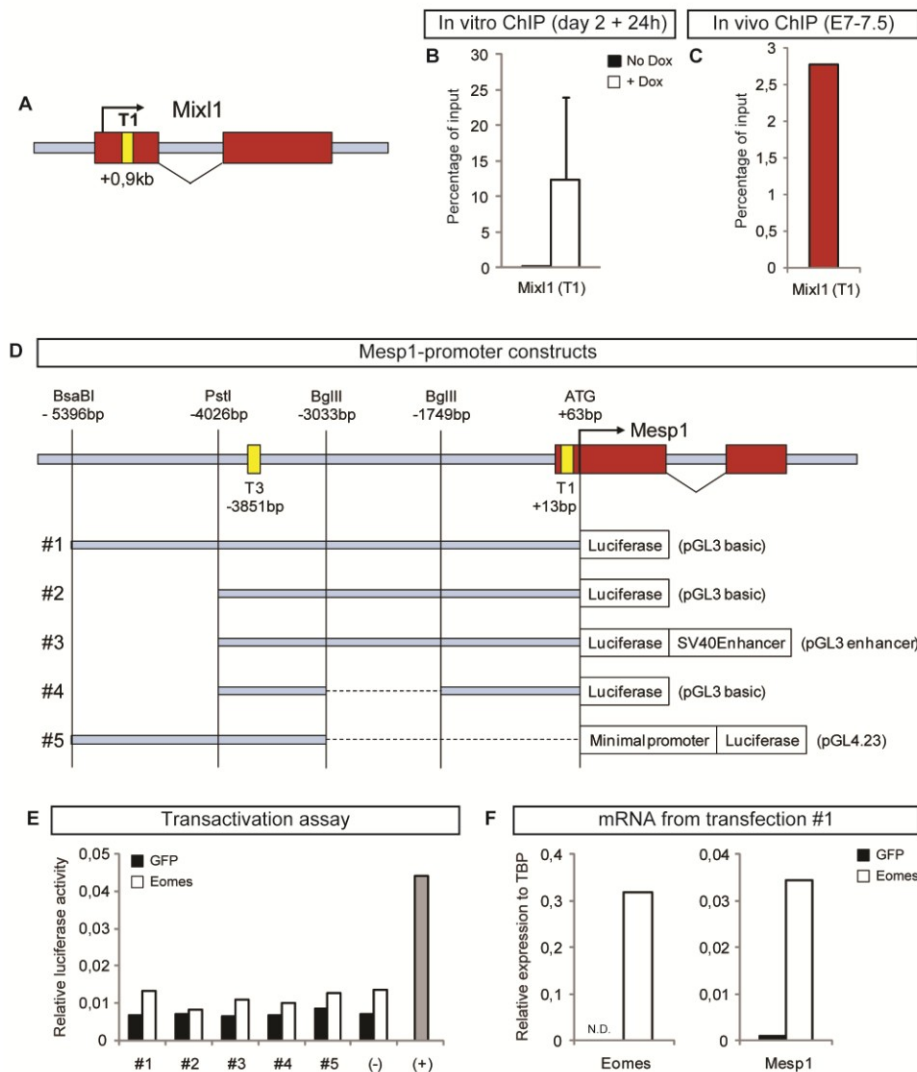 In vitro ChIP (day 2 + 24h)
In vivo ChIP (E7-7.5)
A
T1
Mixl1
+0,9kb
B
Percentage of input
30
25
20
15
10
5
0
No Dox
+ Dox
Mixl1 (T1)
C
Percentage of input
3
2,5
2
1,5
1
0,5
0
Mixl1 (T1)
D
Mesp1-promoter constructs
BsaBI
PstI
BglII
BglII
ATG
- 5396bp
-4026bp
-3033bp
-1749bp
+63bp
Mesp1
T3
T1
-3851bp
+13bp
#1
Luciferase
(pGL3 basic)
#2
Luciferase
(pGL3 basic)
#3
Luciferase
SV40Enhancer
(pGL3 enhancer)
#4
Luciferase
(pGL3 basic)
#5
Minimal promoter
Luciferase
(pGL4.23)
E
Transactivation assay
Relative luciferase activity
0,05
0,04
0,03
0,02
0,01
0
GFP
Eomes
#1 #2 #3 #4 #5 (-) (+)
F
mRNA from transfection #1
Relative expression to TBP
0,4
0,3
0,2
0,1
0
N.D.
Eomes
0,04
0,03
0,02
0,01
0
GFP
Eomes
Mesp1